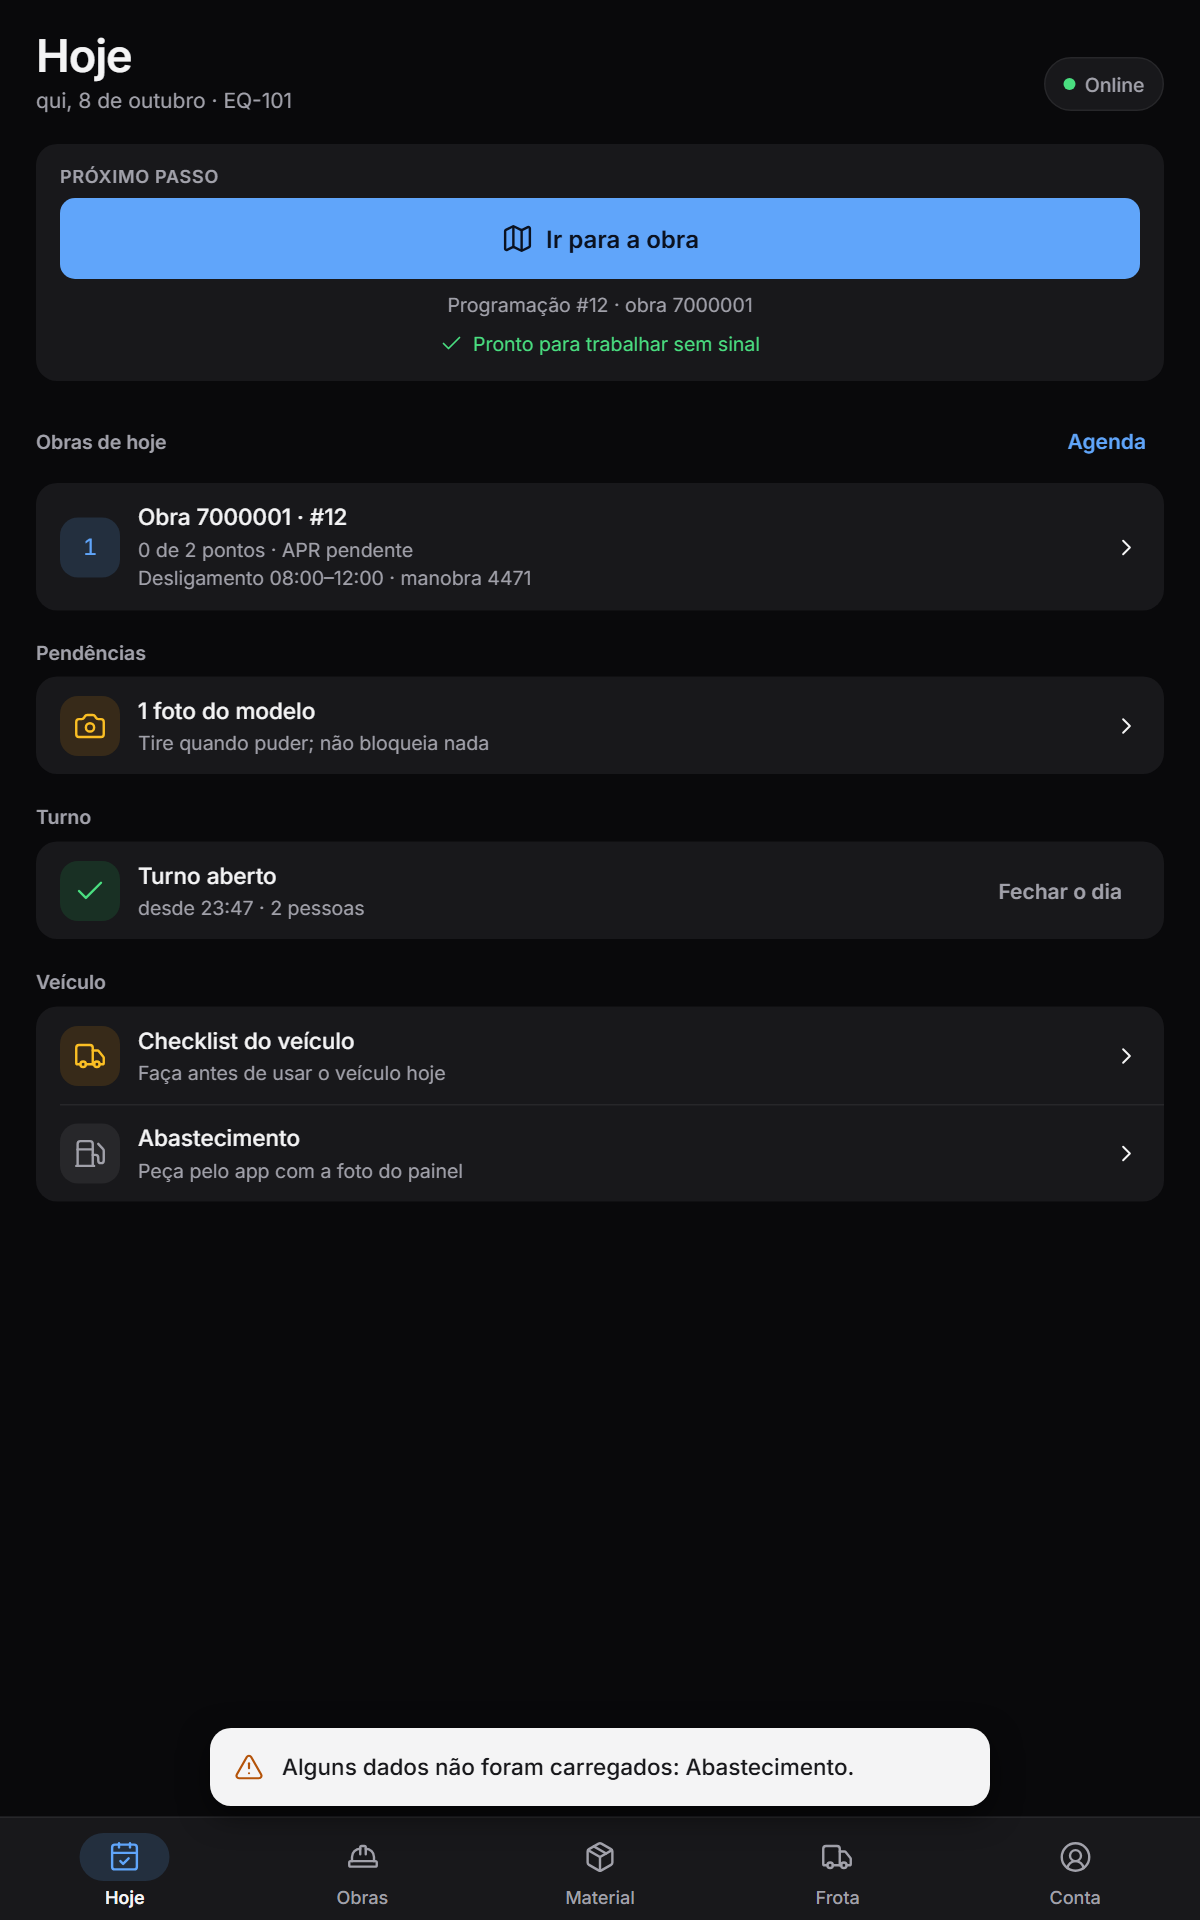 Hoje
qui, 8 de outubro · EQ-101
Online
PRÓXIMO PASSO
Ir para a obra
Programação #12 · obra 7000001
Pronto para trabalhar sem sinal
Obras de hoje
Agenda
1
Obra 7000001 · #12
0 de 2 pontos · APR pendente
Desligamento 08:00–12:00 · manobra 4471
Pendências
1 foto do modelo
Tire quando puder; não bloqueia nada
Turno
Turno aberto
desde 23:47 · 2 pessoas
Fechar o dia
Veículo
Checklist do veículo
Faça antes de usar o veículo hoje
Abastecimento
Peça pelo app com a foto do painel
Alguns dados não foram carregados: Abastecimento.
Hoje
Obras
Material
Frota
Conta